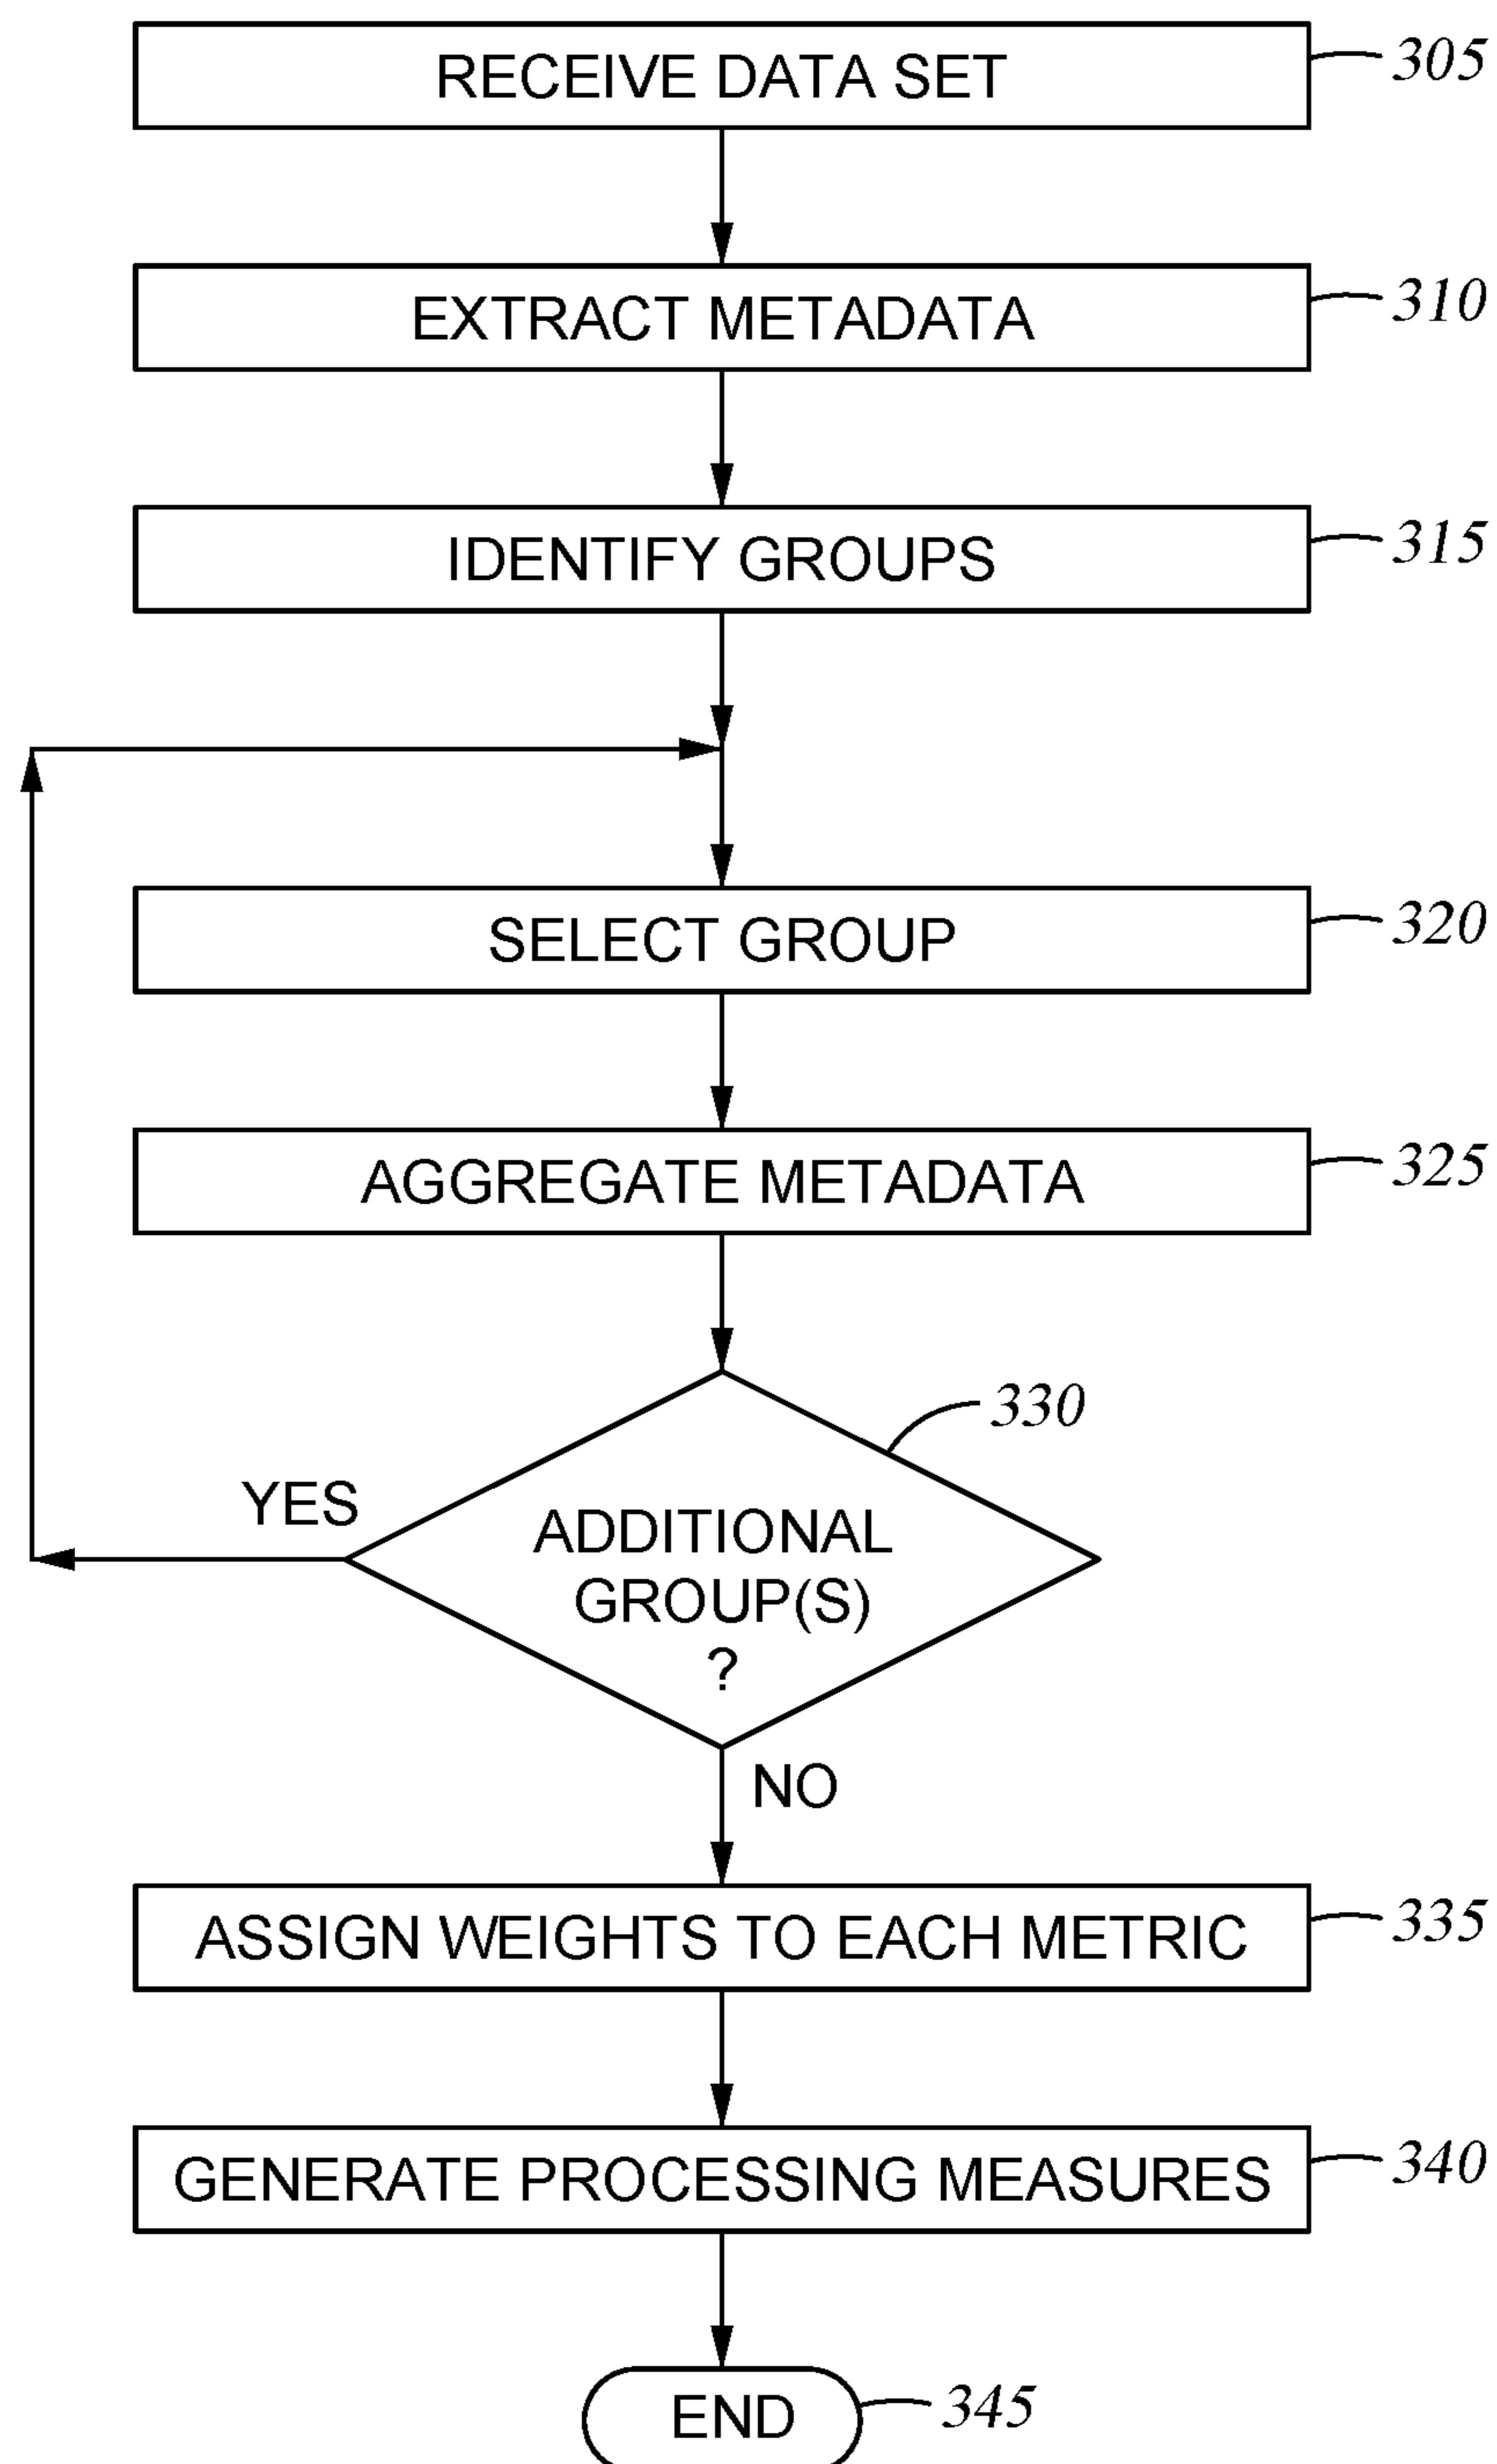 RECEIVE DATA SET
305
EXTRACT METADATA
310
IDENTIFY GROUPS
315
SELECT GROUP
320
AGGREGATE METADATA
325
330
YES
ADDITIONAL
GROUP(S)
?
NO
ASSIGN WEIGHTS TO EACH METRIC
335
GENERATE PROCESSING MEASURES
340
END
345